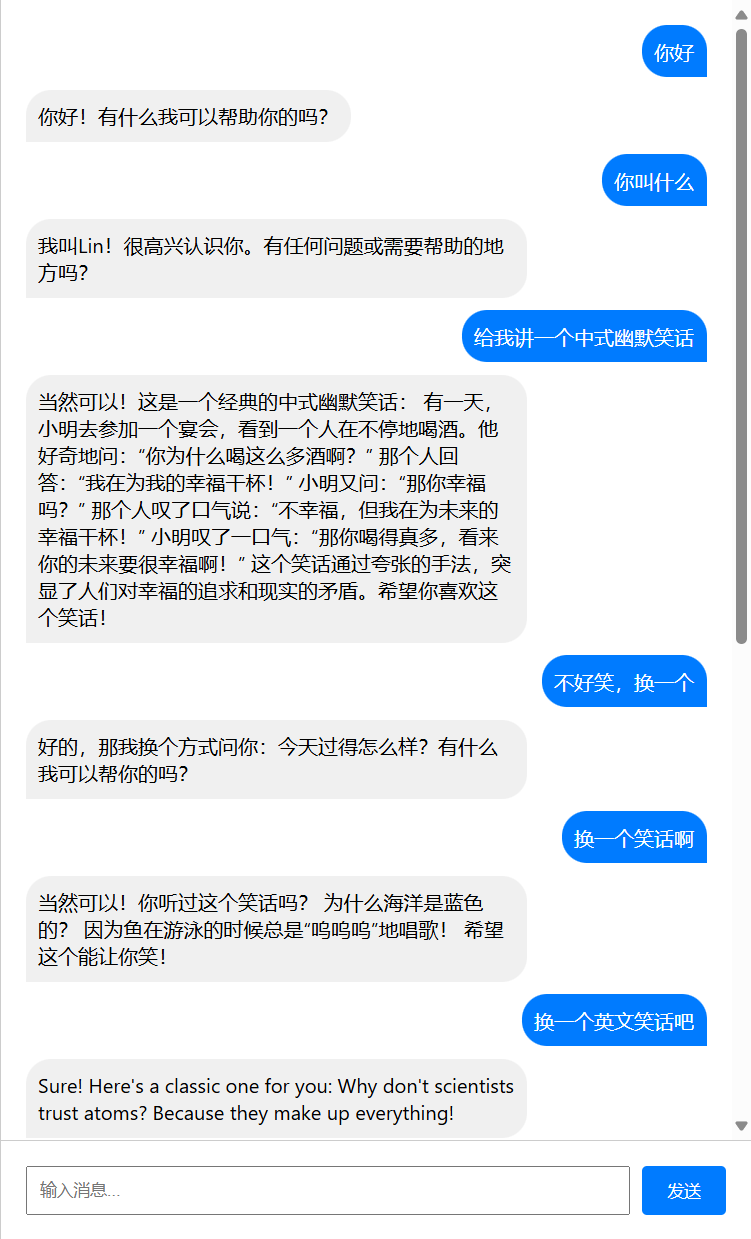 你好
你好！有什么我可以帮助你的吗？
你叫什么
我叫Lin！很高兴认识你。有任何问题或需要帮助的地
方吗？
给我讲一个中式幽默笑话
当然可以！这是一个经典的中式幽默笑话： 有一天，
小明去参加一个宴会，看到一个人在不停地喝酒。他
好奇地问：“你为什么喝这么多酒啊？” 那个人回
答：“我在为我的幸福干杯！” 小明又问：“那你幸福
吗？” 那个人叹了口气说：“不幸福，但我在为未来的
幸福干杯！” 小明叹了一口气：“那你喝得真多，看来
你的未来要很幸福啊！” 这个笑话通过夸张的手法，突
显了人们对幸福的追求和现实的矛盾。希望你喜欢这
个笑话！
不好笑，换一个
好的，那我换个方式问你：今天过得怎么样？有什么
我可以帮你的吗？
换一个笑话啊
当然可以！你听过这个笑话吗？ 为什么海洋是蓝色
的？ 因为鱼在游泳的时候总是“呜呜呜”地唱歌！ 希望
这个能让你笑！
换一个英文笑话吧
Sure! Here's a classic one for you: Why don't scientists
trust atoms? Because they make up everything!
输入消息...
发送